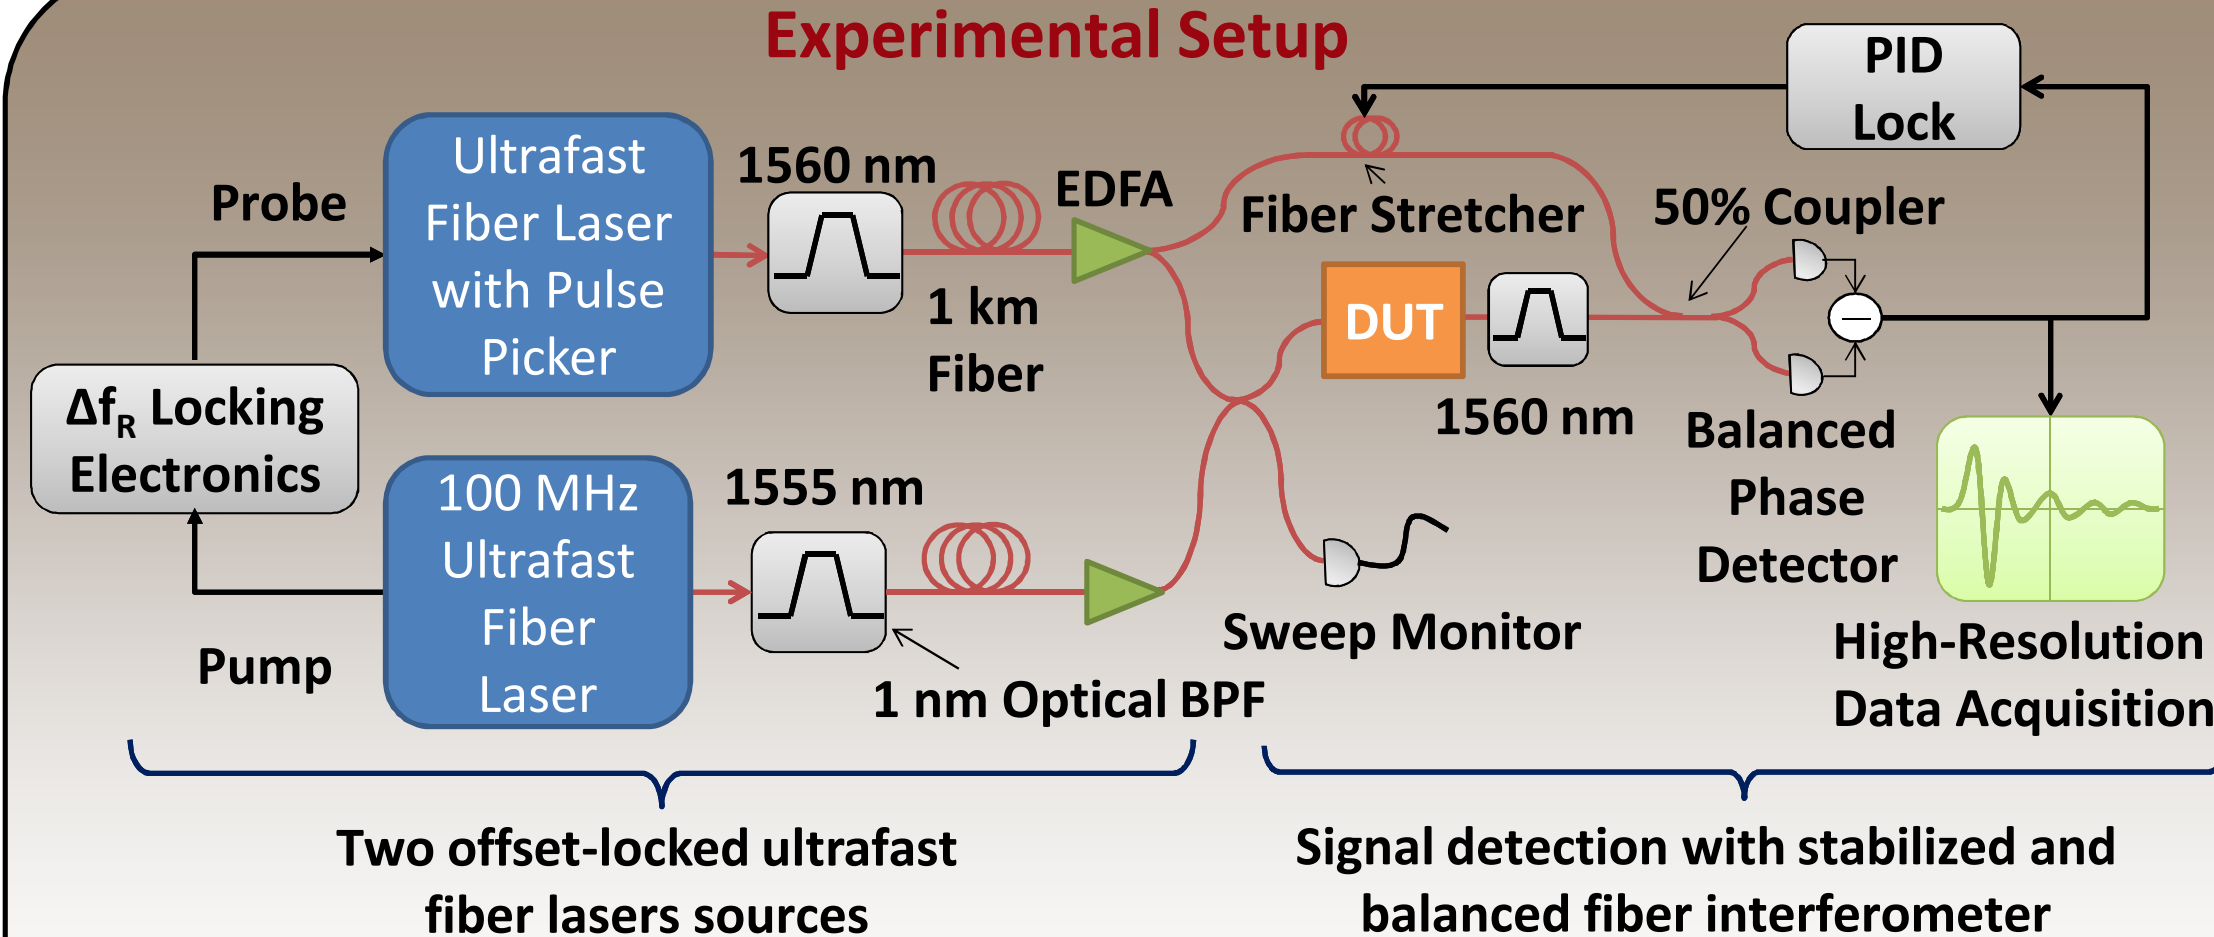 Experimental Setup
PID
Lock
Ultrafast
Fiber Laser
with Pulse
Picker
Probe
1560 nm
EDFA
Fiber Stretcher
50% Coupler
1 km
Fiber
DUT
1560 nm
ΔfR Locking
Electronics
Balanced
Phase
Detector
100 MHz
Ultrafast
Fiber
Laser
1555 nm
Pump
Sweep Monitor
1 nm Optical BPF
High-Resolution
Data Acquisition
Two offset-locked ultrafast
fiber lasers sources
Signal detection with stabilized and
balanced fiber interferometer